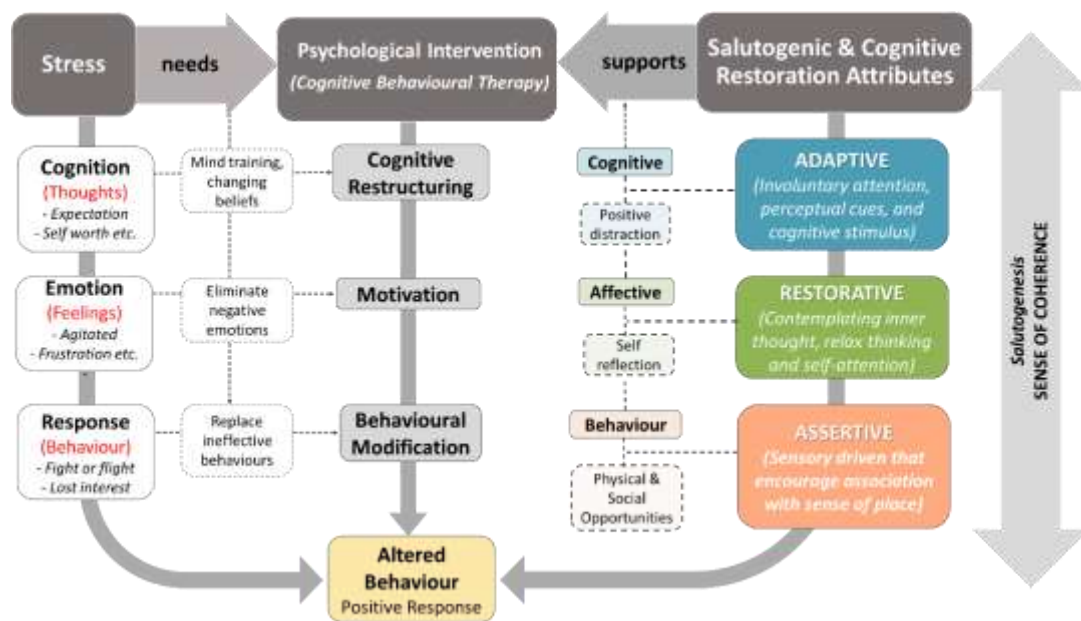 Stress
needs
Psychological Intervention
(Cognitive Behavioural Therapy)
supports
Salutogenic & Cognitive
Restoration Attributes
Cognition
(Thoughts)
- Expectation
- Self worth etc.
Mind training,
changing
beliefs
Cognitive
Restructuring
Cognitive
Positive
distraction
ADAPTIVE
(Involuntary attention,
perceptual cues, and
cognitive stimulus)
Emotion
(Feelings)
- Agitated
- Frustration etc.
Eliminate
negative
emotions
Motivation
Affective
Self
reflection
RESTORATIVE
(Contemplating inner
thought, relax thinking
and self-attention)
Response
(Behaviour)
- Fight or flight
- Lost interest
Replace
ineffective
behaviours
Behavioural
Modification
Behaviour
Physical &
Social
Opportunities
ASSERTIVE
(Sensory driven that
encourage association
with sense of place)
Altered
Behaviour
Positive Response
Salutogenesis
SENSE OF COHERENCE